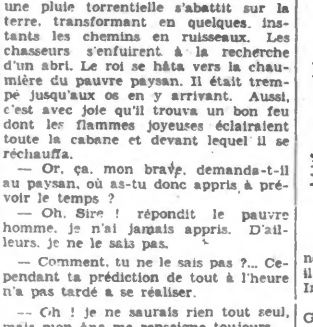 une pluie torrentielle s'abattit sur la
terre, transformant en quelques ins-
tants les chemins en ruisseaux. Les
chasseurs s'enfuirent à la recherche
d'un abri. Le roi se hâta vers la chau-
mière du pauvre paysan. Il était trem-
pé jusqu'aux os en y arrivant. Aussi,
c'est avec joie qu'il trouva un bon feu
dont les flammes joyeuses éclairaient
toute la cabane et devant lequel il se
réchauffa.
— Or, ça, mon brave, demanda-t-il
au paysan, où as-tu donc appris à pré-
voir le temps ?
— Oh, Sire ! répondit le pauvre
homme, je n'ai jamais appris. D'ail-
leurs, je ne sais pas.
— Comment, tu ne le sais pas ?... Ce-
pendant ta prédiction de tout à l'heure
n'a pas tardé a se réaliser.
— Oh ! je ne saurais rien tout seul,
mais mon âne me renseigne toujours